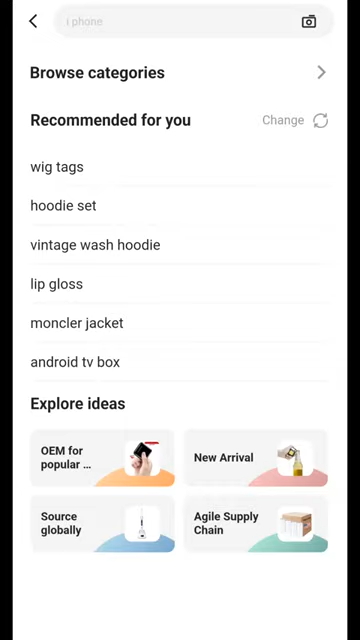 i phone
Browse categories
Recommended for you
Change
wig tags
hoodie set
vintage wash hoodie
lip gloss
moncler jacket
android tv box
Explore ideas
OEM for
popular ...
New Arrival
Source
globally
Agile Supply
Chain